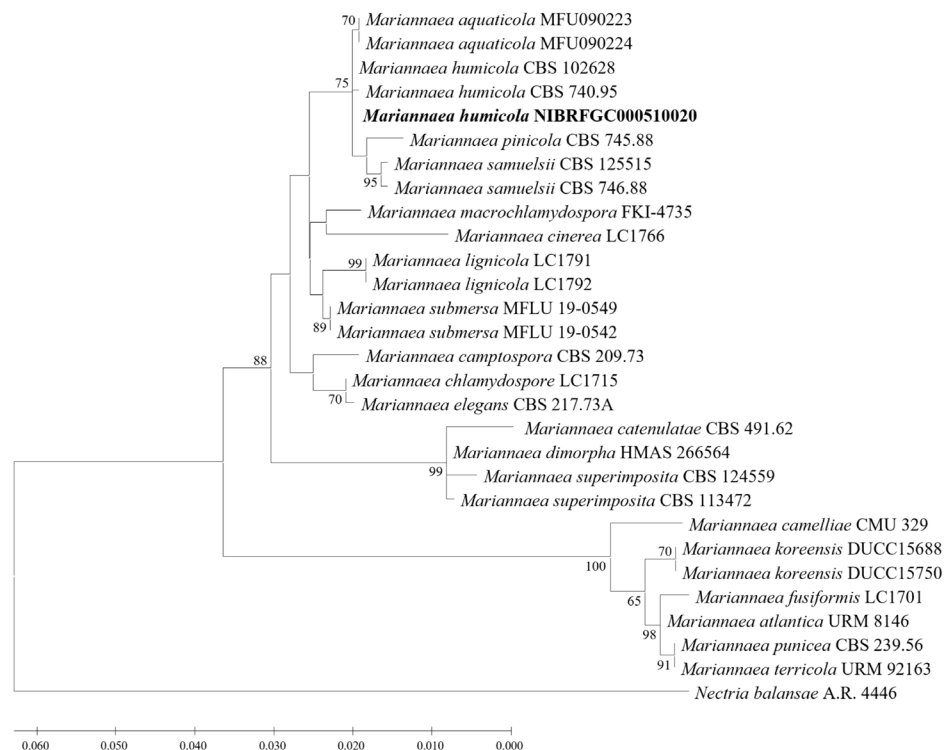 70 Mariannaea aquaticola MFU090223
Mariannaea aquaticola MFU090224
Mariannaea humicola CBS 102628
75 Mariannaea humicola CBS 740.95
Mariannaea humicola NIBRFGC000510020
Mariannaea pinicola CBS 745.88
Mariannaea samuelsii CBS 125515
95 Mariannaea samuelsii CBS 746.88
Mariannaea macrochlamydospora FKI-4735
Mariannaea cinerea LC1766
99 Mariannaea lignicola LC1791
Mariannaea lignicola LC1792
Mariannaea submersa MFLU 19-0549
89 Mariannaea submersa MFLU 19-0542
88 Mariannaea camptospora CBS 209.73
Mariannaea chlamydospore LC1715
70 Mariannaea elegans CBS 217.73A
Mariannaea catenulatae CBS 491.62
Mariannaea dimorpha HMAS 266564
99 Mariannaea superimposita CBS 124559
Mariannaea superimposita CBS 113472
Mariannaea camelliae CMU 329
70 Mariannaea koreensis DUCC15688
100 Mariannaea koreensis DUCC15750
65 Mariannaea fusiformis LC1701
Mariannaea atlantica URM 8146
98 Mariannaea punicea CBS 239.56
91 Mariannaea terricola URM 92163
Nectria balansae A.R. 4446
0.060 0.050 0.040 0.030 0.020 0.010 0.000